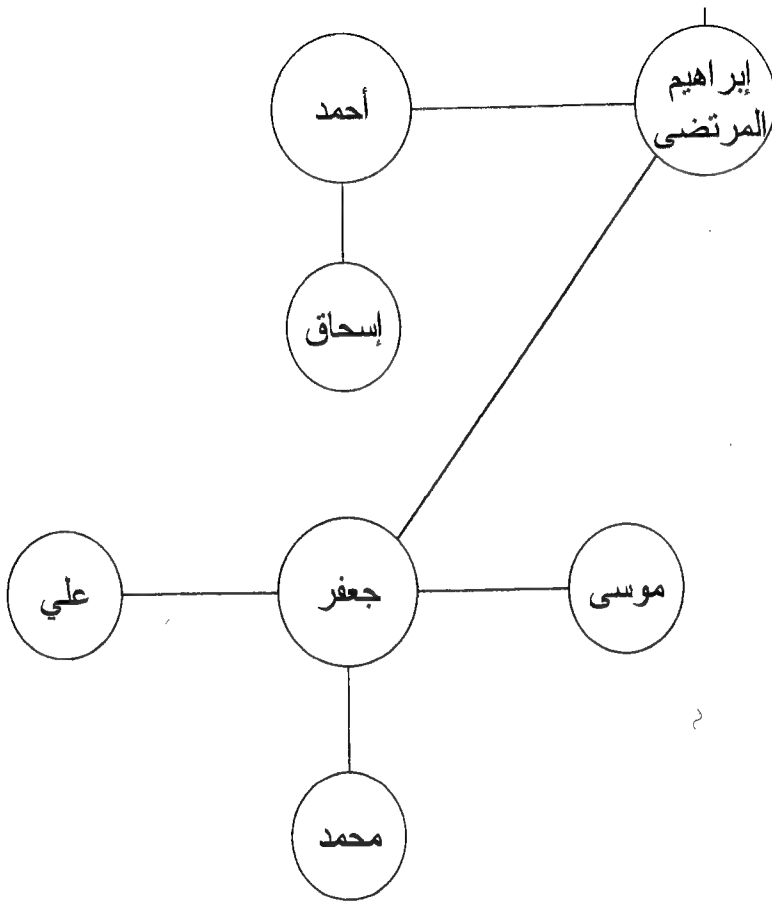 إبراهيم
المرتضى
أحمد
إسحاق
موسى
جعفر
علي
محمد